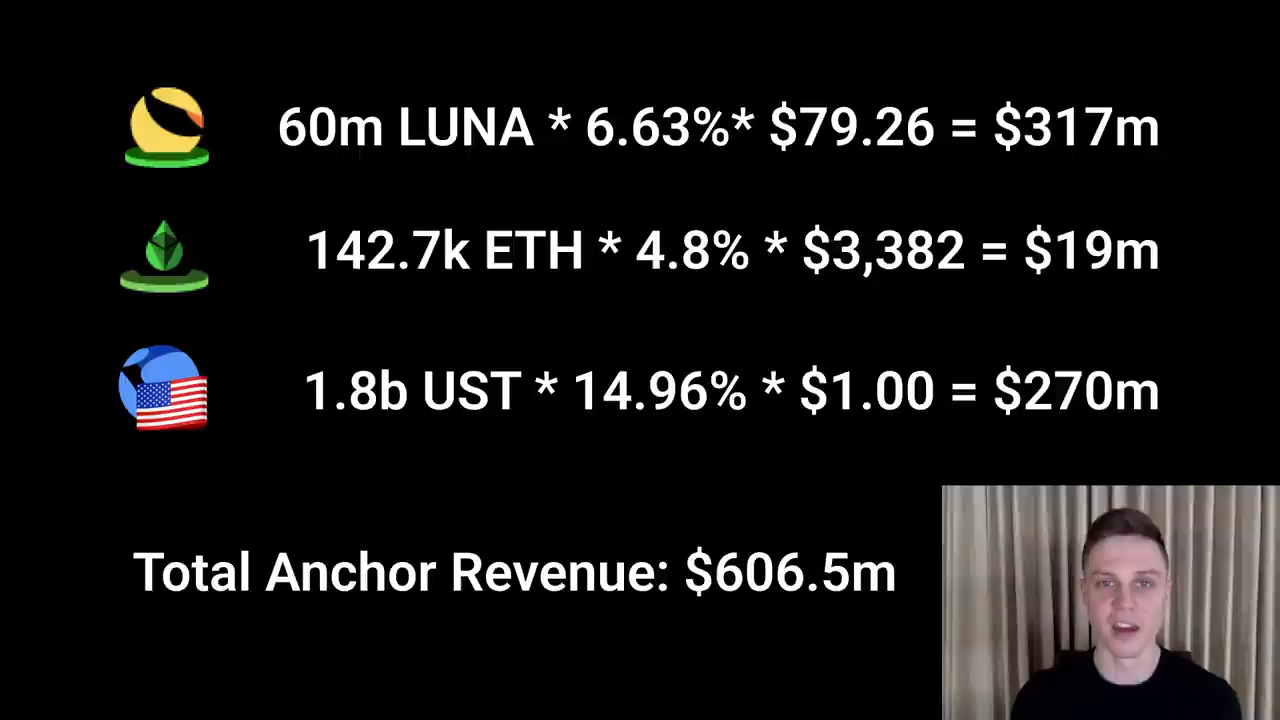 60m LUNA * 6.63%* $79.26 = $317m
142.7k ETH * 4.8% * $3,382 = $19m
1.8b UST * 14.96% * $1.00 = $270m
Total Anchor Revenue: $606.5m